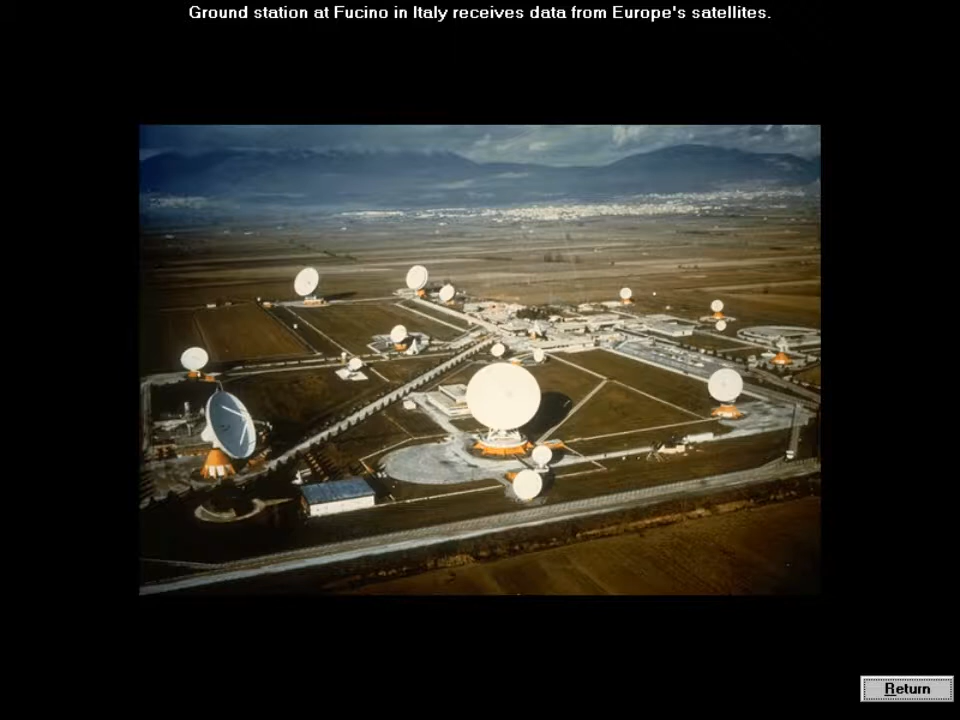 Ground station at Fucino in Italy receives data from Europe's satellites.
Return